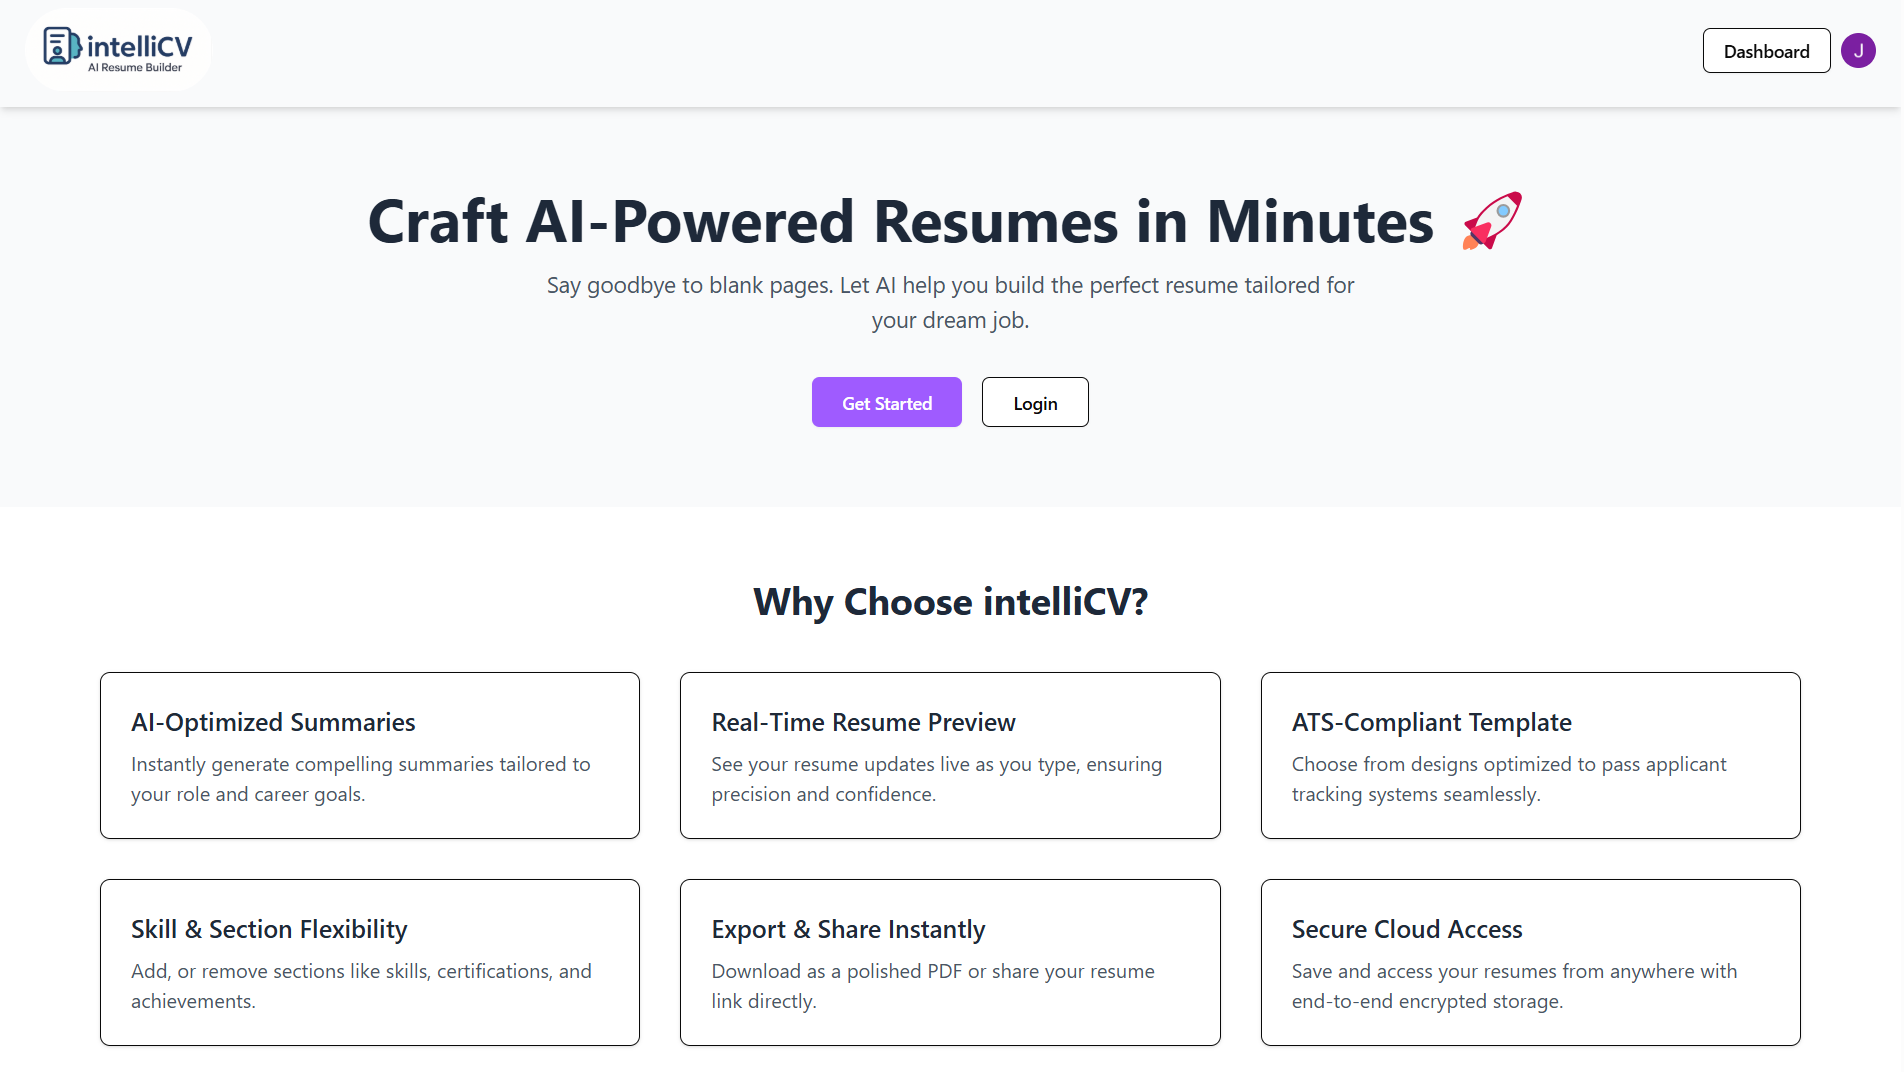 intelliCV
AI Resume Builder
Dashboard
J
Craft AI-Powered Resumes in Minutes 🚀
Say goodbye to blank pages. Let AI help you build the perfect resume tailored for
your dream job.
Get Started
Login
Why Choose intelliCV?
AI-Optimized Summaries
Instantly generate compelling summaries tailored to
your role and career goals.
Real-Time Resume Preview
See your resume updates live as you type, ensuring
precision and confidence.
ATS-Compliant Template
Choose from designs optimized to pass applicant
tracking systems seamlessly.
Skill & Section Flexibility
Add, or remove sections like skills, certifications, and
achievements.
Export & Share Instantly
Download as a polished PDF or share your resume
link directly.
Secure Cloud Access
Save and access your resumes from anywhere with
end-to-end encrypted storage.